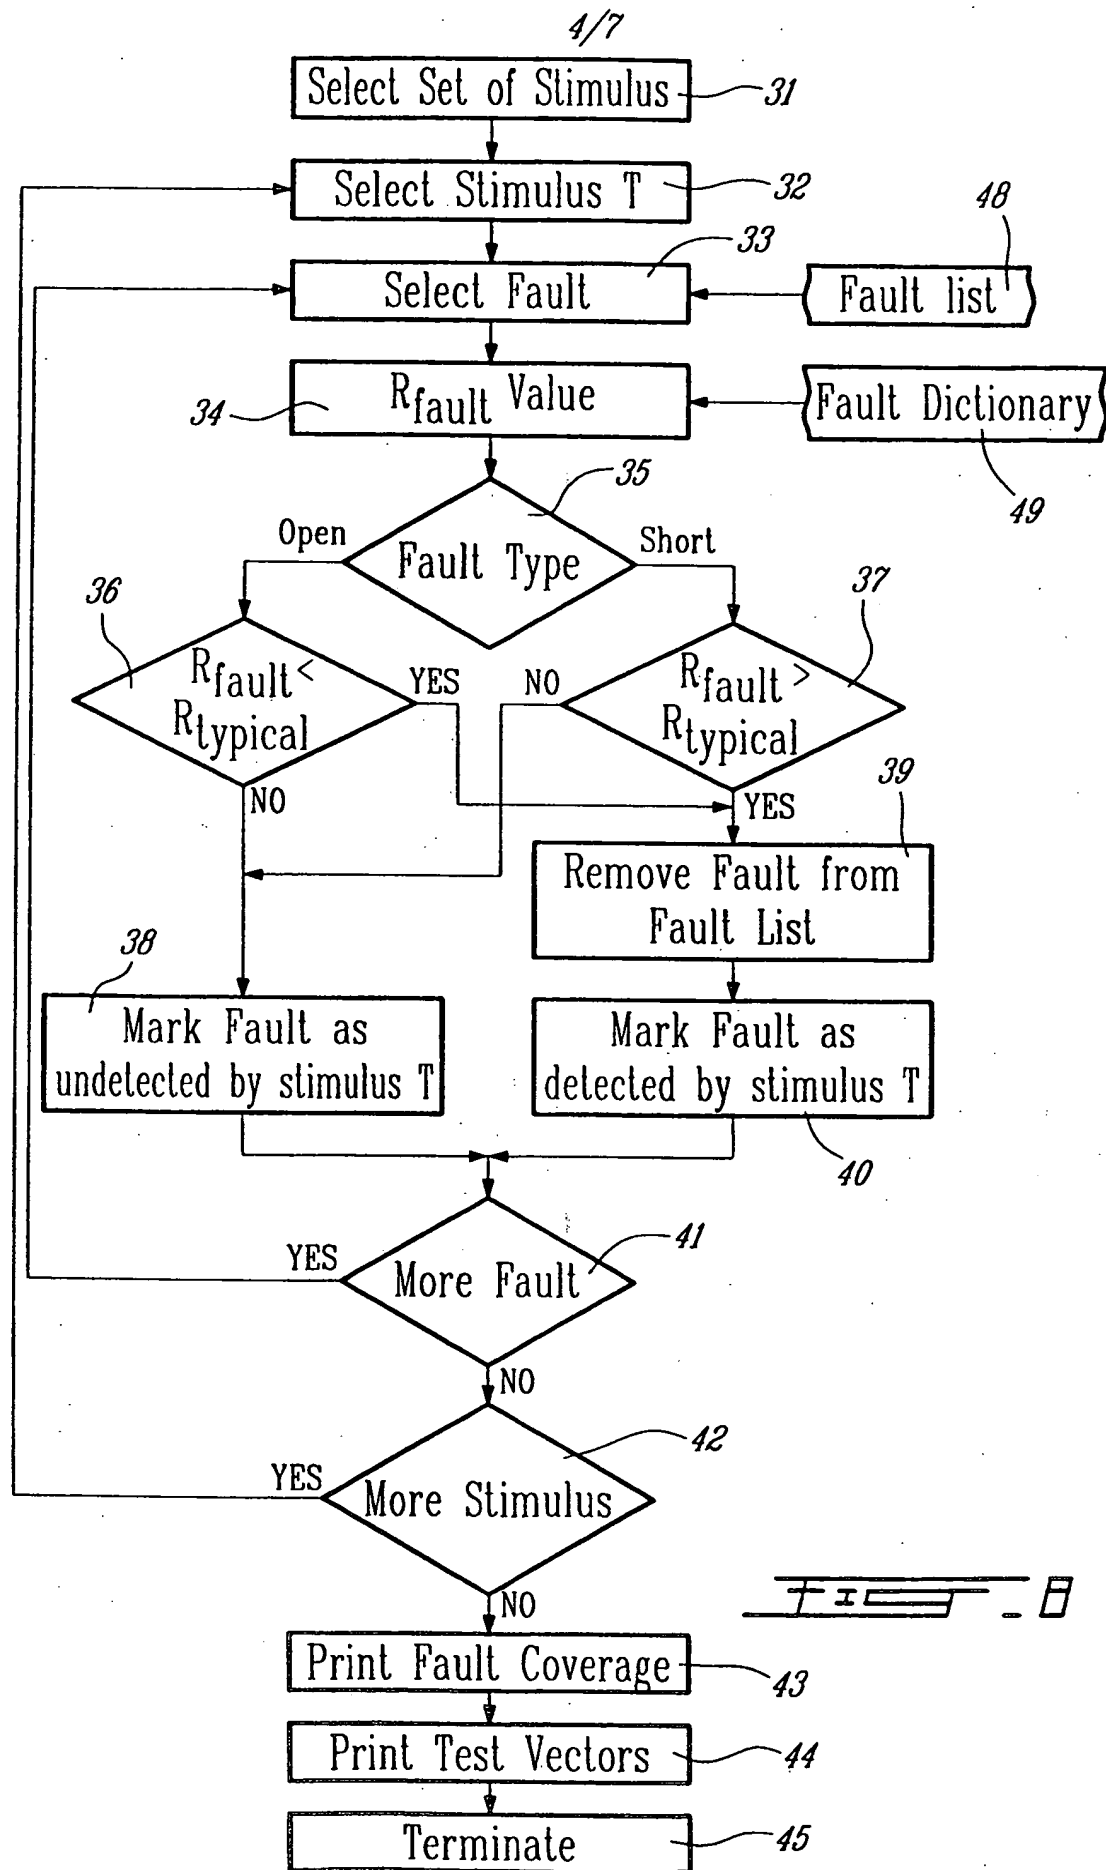 4/7
Select Set of Stimulus
31
Select Stimulus T
32
33
48
Select Fault
Fault list
Rfault Value
34
Fault Dictionary
49
35
Open
Short
Fault Type
36
37
Rfault <
Rtypical
YES
NO
Rfault >
Rtypical
NO
YES
39
Remove Fault from
Fault List
38
Mark Fault as
undetected by stimulus T
Mark Fault as
detected by stimulus T
40
41
YES
More Fault
NO
42
YES
More Stimulus
NO
Fig. 8
Print Fault Coverage
43
Print Test Vectors
44
Terminate
45